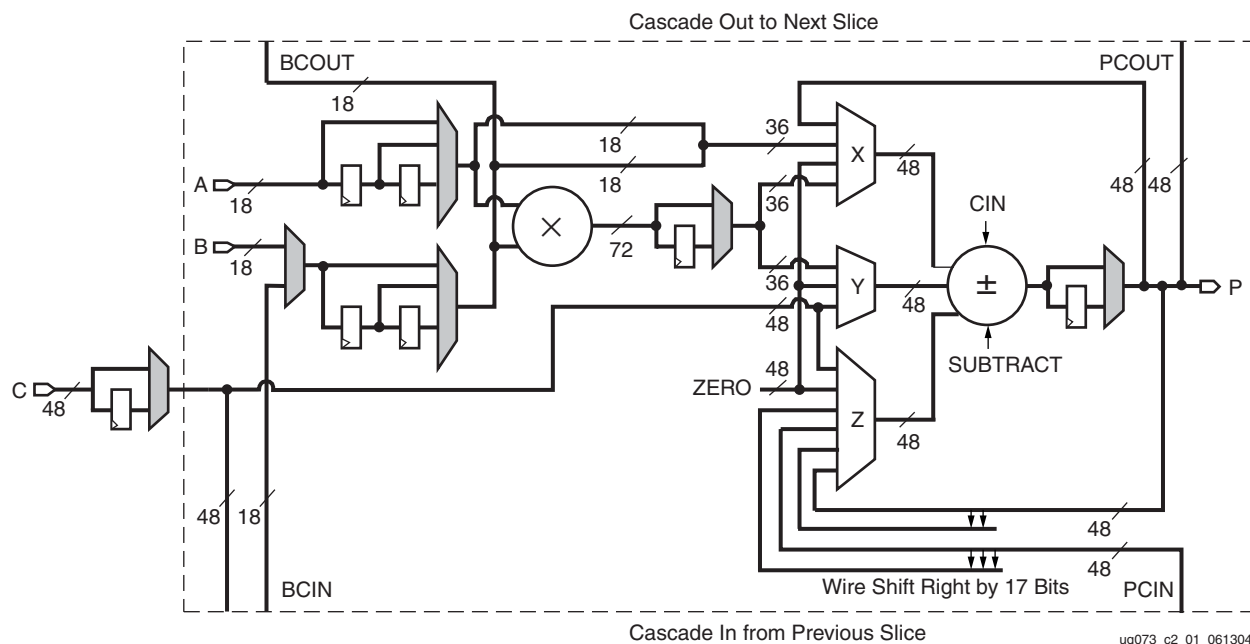 Cascade Out to Next Slice
BCOUT
PCOUT
18
A
18
18
18
36
X
48
48
48
CIN
B
18
×
72
36
36
Y
48
±
P
48
SUBTRACT
C
48
ZERO
48
Z
48
48
18
48
48
Wire Shift Right by 17 Bits
BCIN
PCIN
Cascade In from Previous Slice
ug073_c2_01_061304